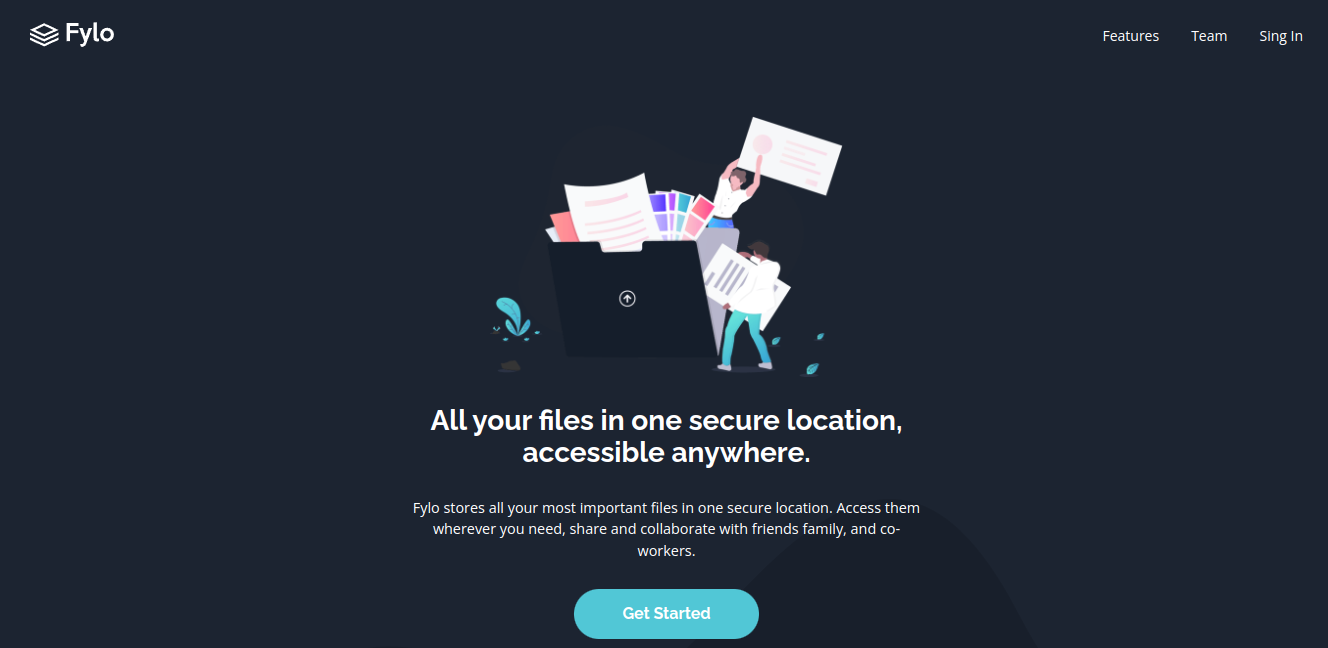 Fylo
Features
Team
Sing In
All your files in one secure location,
accessible anywhere.
Fylo stores all your most important files in one secure location. Access them
wherever you need, share and collaborate with friends family, and co-
workers.
Get Started